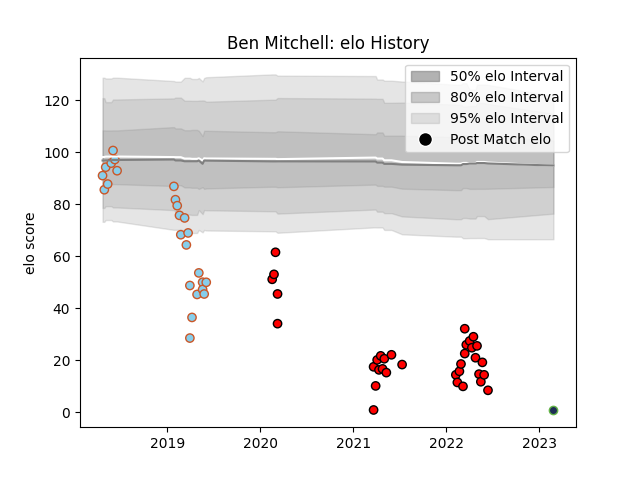 Ben Mitchell: elo History
50% elo Interval
80% elo Interval
95% elo Interval
Post Match elo
elo score
120
100
80
60
40
20
0
2019
2020
2021
2022
2023